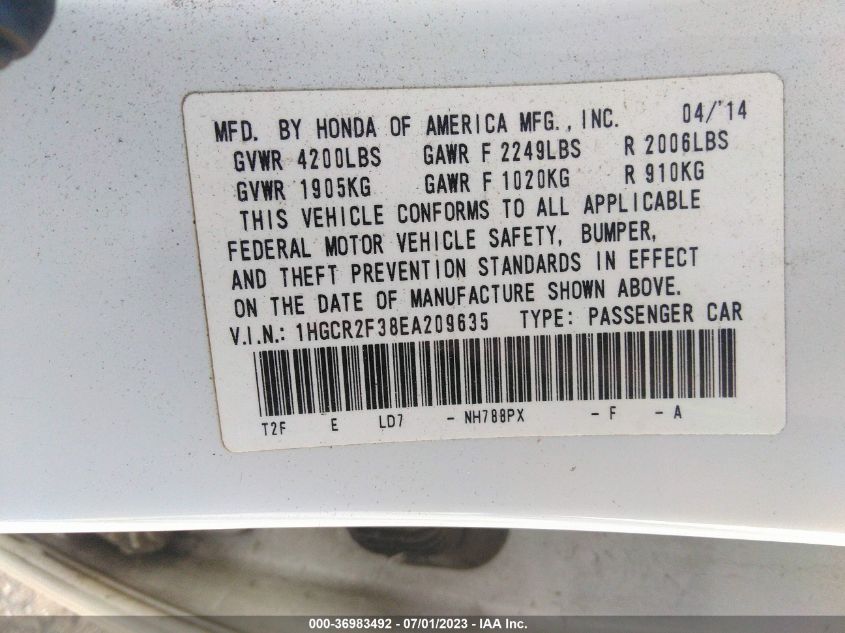 MFD. BY HONDA OF AMERICA MFG., INC. 04/'14
GVWR 4200LBS GAWR F 2249LBS R 2006LBS
GVWR 1905KG GAWR F 1020KG R 910KG
THIS VEHICLE CONFORMS TO ALL APPLICABLE
FEDERAL MOTOR VEHICLE SAFETY, BUMPER,
AND THEFT PREVENTION STANDARDS IN EFFECT
ON THE DATE OF MANUFACTURE SHOWN ABOVE.
V.I.N.: 1HGCR2F38EA209635 TYPE: PASSENGER CAR
T2F E LD7 - NH788PX - F - A
000-36983492 - 07/01/2023 - IAA Inc.